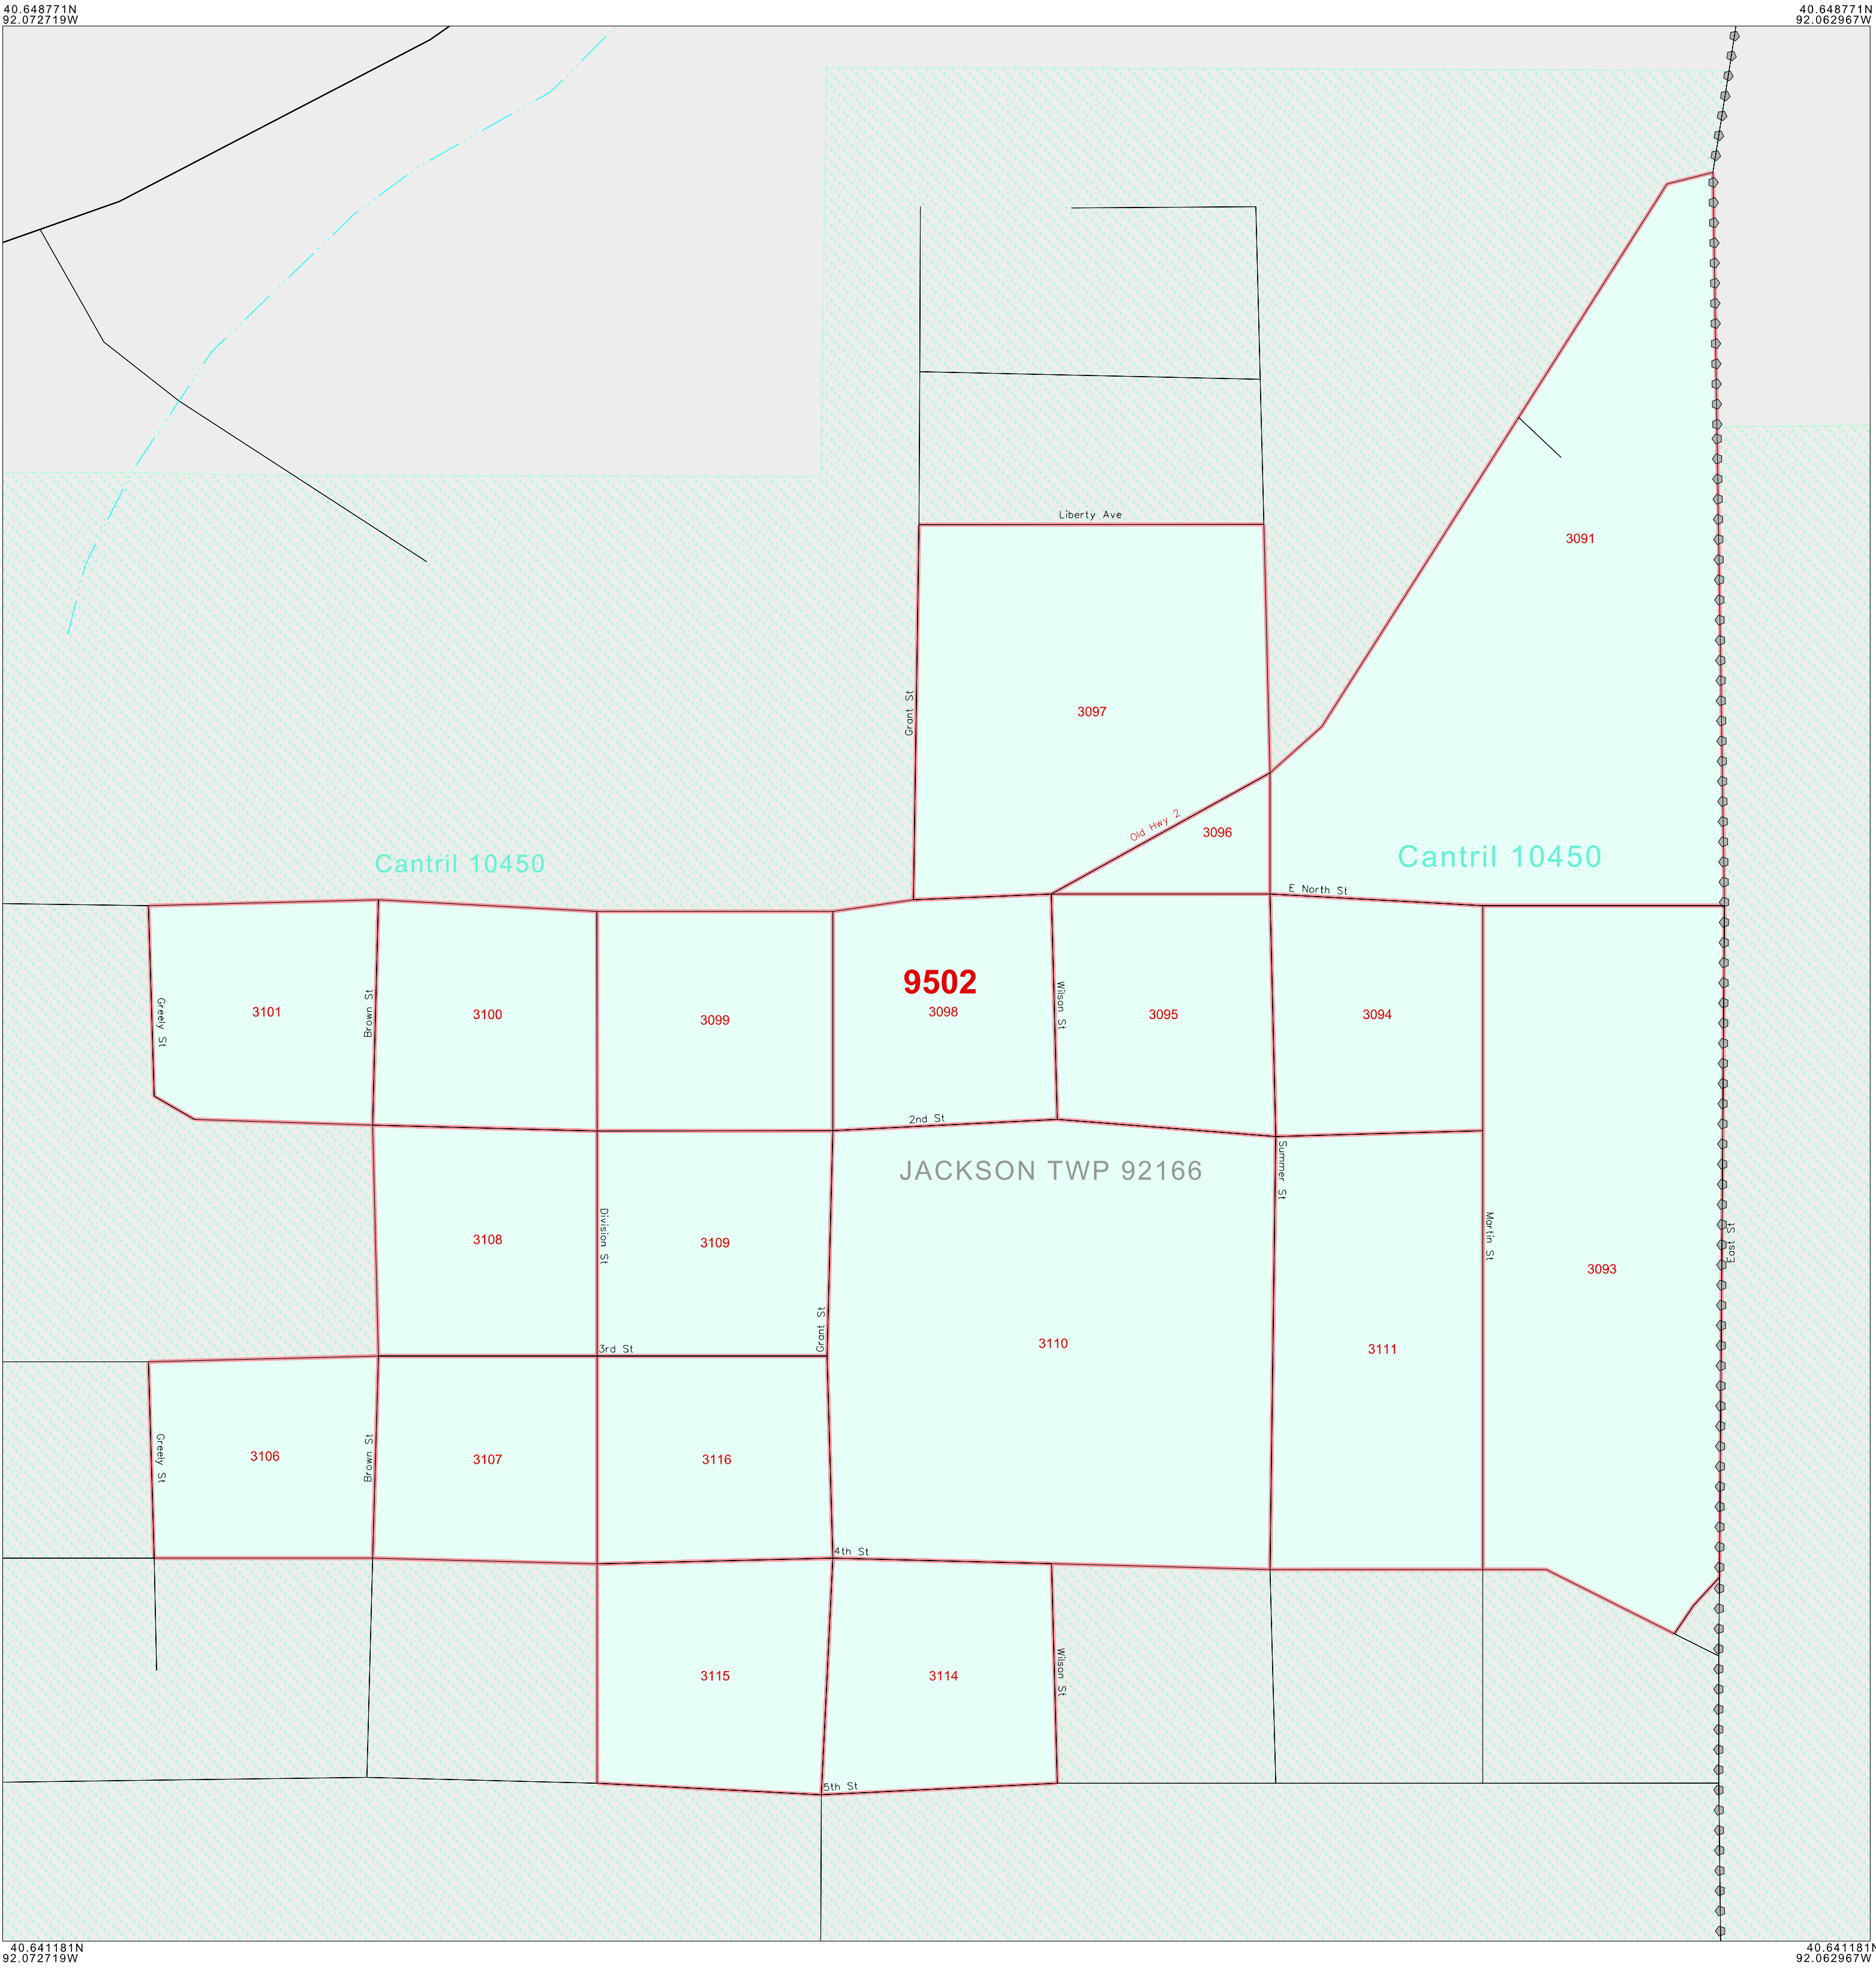 40.648771N
92.072719W
40.648771N
92.062967W
Liberty Ave
3091
Grant St
3097
Old Hwy 2
3096
Cantril 10450
Cantril 10450
E North St
9502
Greely St
3101
Brown St
3100
3099
3098
Wilson St
3095
3094
2nd St
JACKSON TWP 92166
Summer St
3108
Division St
3109
Grant St
Martin St
East St
3093
3rd St
3110
3111
Greely St
3106
Brown St
3107
3116
4th St
3115
3114
Wilson St
5th St
40.641181N
92.072719W
40.641181N
92.062967W